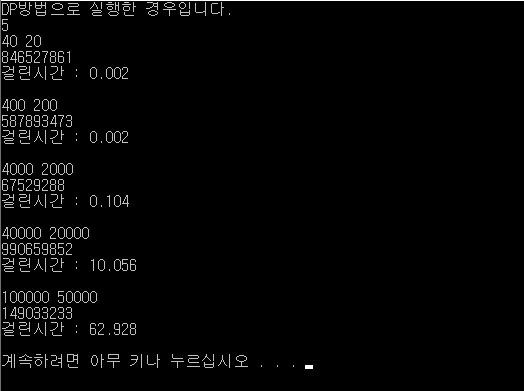 DP방법으로 실행한 경우입니다.
5
40 20
846527861
걸린시간 : 0.002
400 200
587893473
걸린시간 : 0.002
4000 2000
67529288
걸린시간 : 0.104
40000 20000
990659852
걸린시간 : 10.056
100000 50000
149033233
걸린시간 : 62.928
계속하려면 아무 키나 누르십시오 . . .